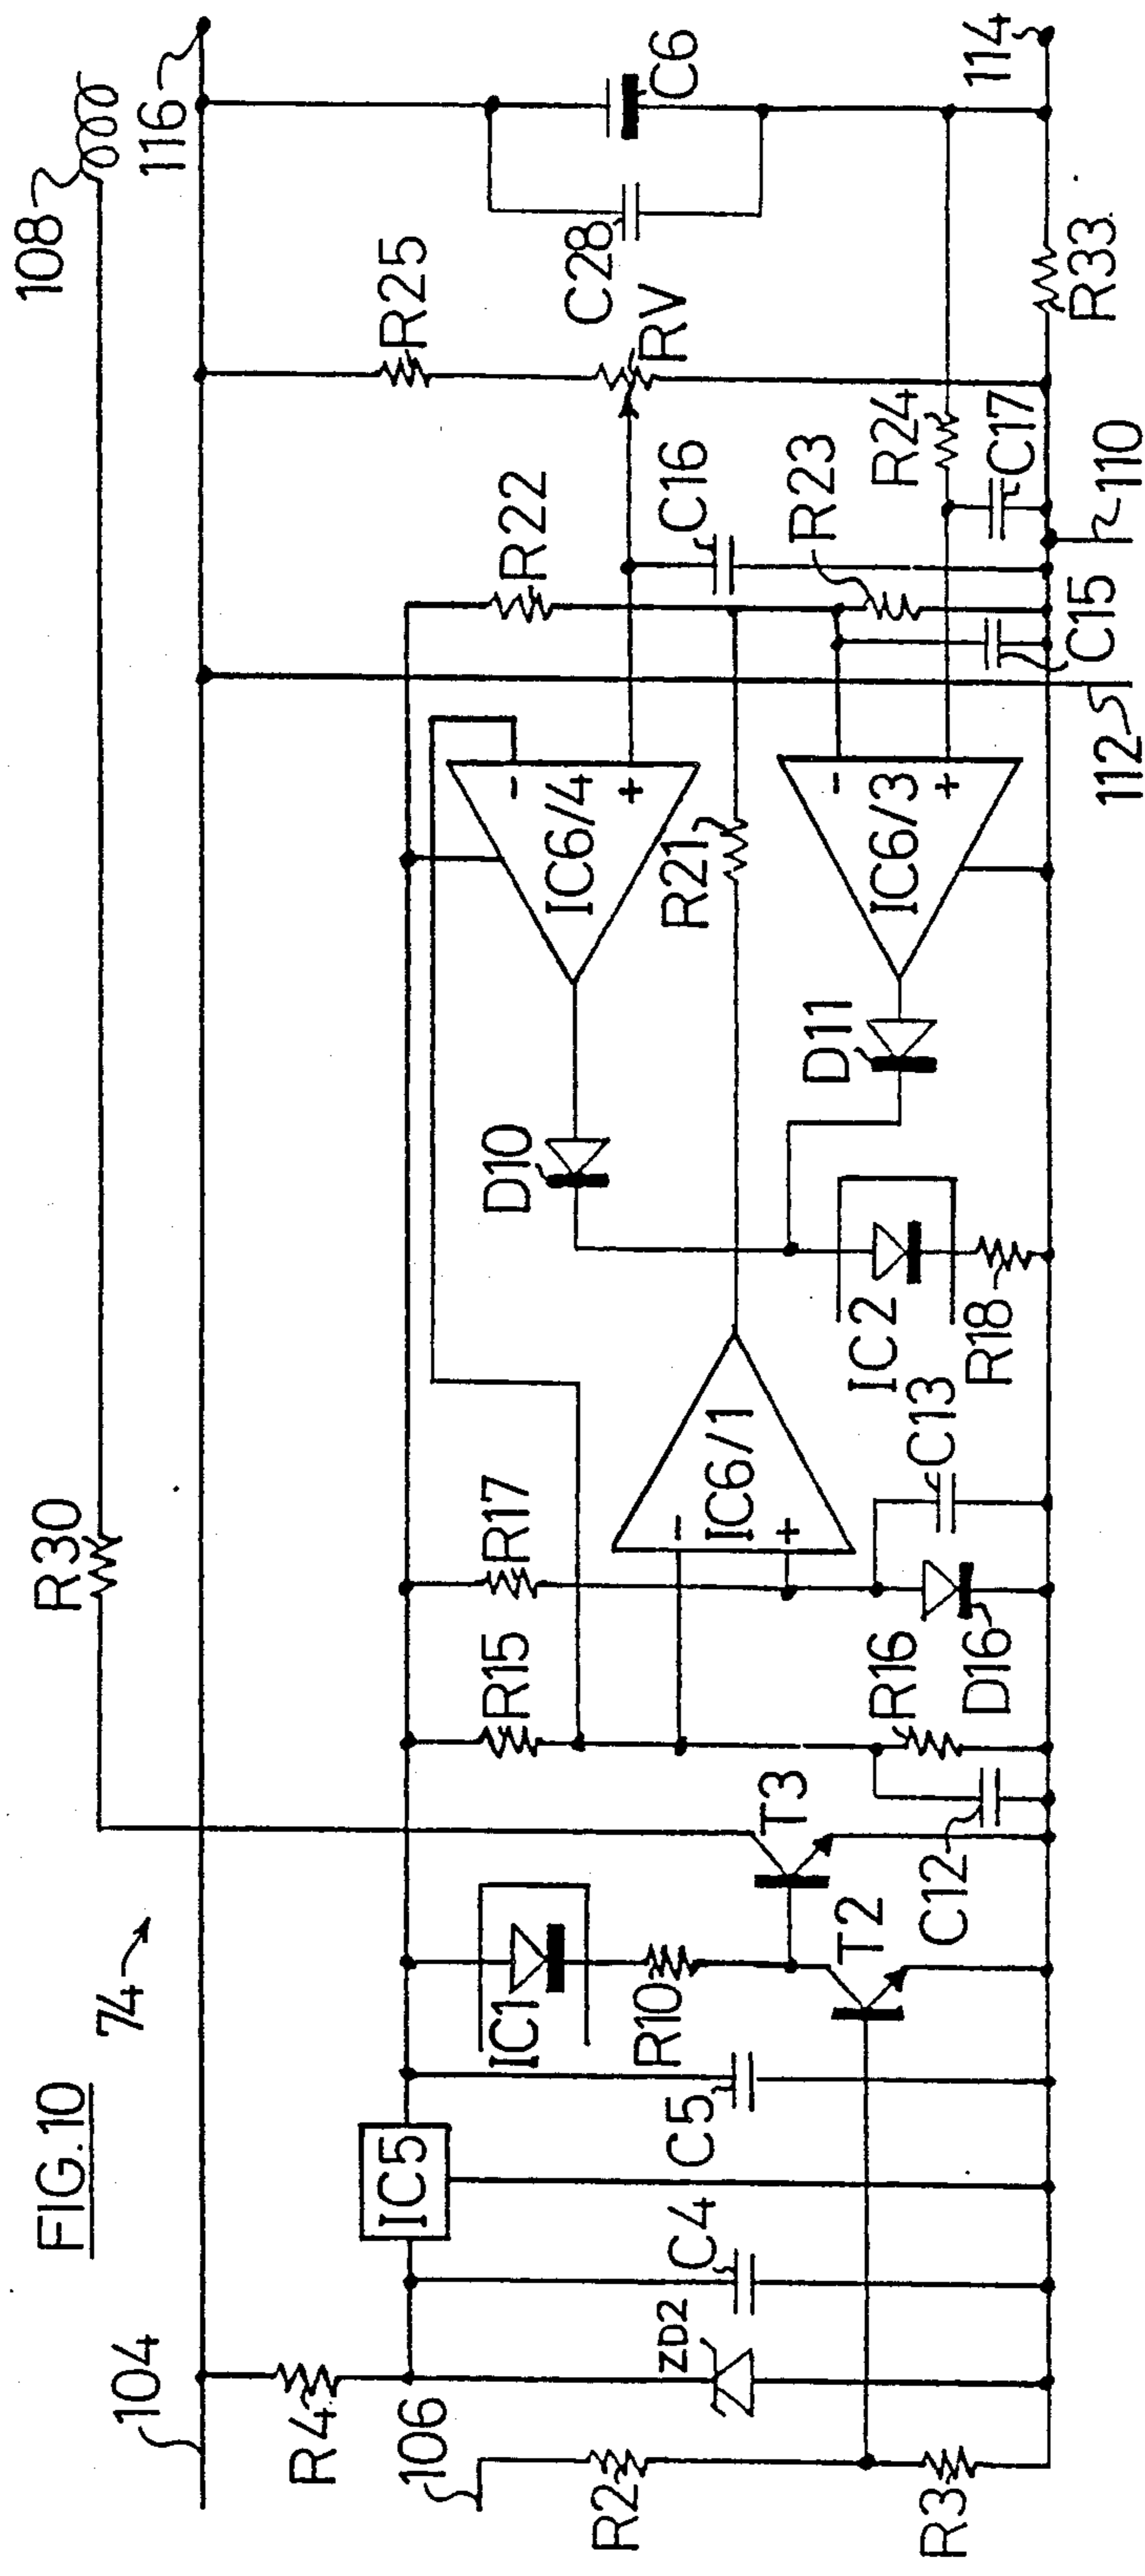 FIG.10
74
104
106
108
116
114
110
112
R30
R4
R2
R3
ZD2
C4
IC5
C5
IC1
R10
T2
T3
C12
R15
R16
R17
D16
C13
IC6/1
-
+
IC2
R18
D10
D11
IC6/4
-
+
IC6/3
-
+
R21
R22
R23
C15
C16
R24
C17
R25
RV
C28
C6
R33